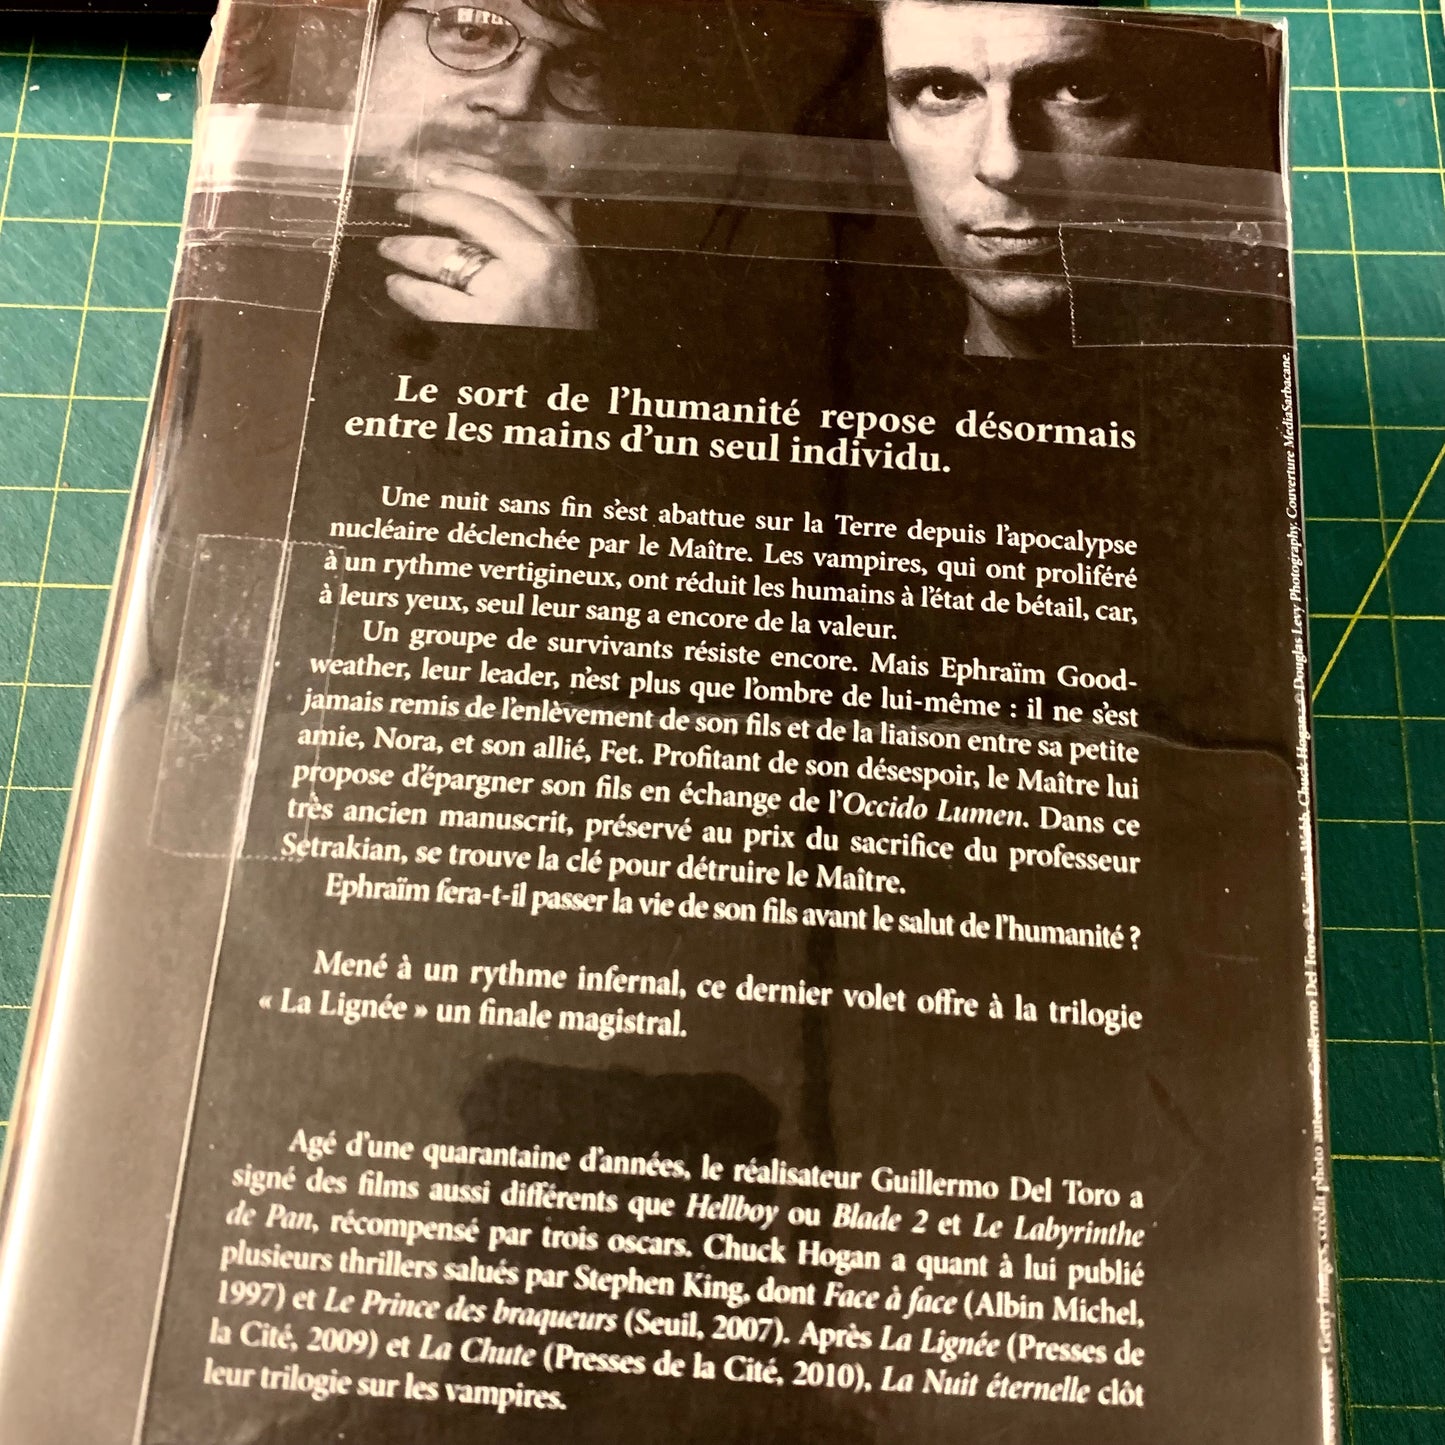 Le sort de l'humanité repose désormais
entre les mains d'un seul individu.
Une nuit sans fin s'est abattue sur la Terre depuis l'apocalypse
nucléaire déclenchée par le Maître. Les vampires, qui ont proliféré
à un rythme vertigineux, ont réduit les humains à l'état de bétail, car,
à leurs yeux, seul leur sang a encore de la valeur.
Un groupe de survivants résiste encore. Mais Ephraïm Good-
weather, leur leader, n'est plus que l'ombre de lui-même : il ne s'est
jamais remis de l'enlèvement de son fils et de la liaison entre sa petite
amie, Nora, et son allié, Fet. Profitant de son désespoir, le Maître lui
propose d'épargner son fils en échange de l'Occido Lumen. Dans ce
très ancien manuscrit, préservé au prix du sacrifice du professeur
Setrakian, se trouve la clé pour détruire le Maître.
Ephraïm fera-t-il passer la vie de son fils avant le salut de l'humanité ?
Mené à un rythme infernal, ce dernier volet offre à la trilogie
« La Lignée » un finale magistral.
Agé d'une quarantaine d'années, le réalisateur Guillermo Del Toro a
signé des films aussi différents que Hellboy ou Blade 2 et Le Labyrinthe
de Pan, récompensé par trois oscars. Chuck Hogan a quant à lui publié
plusieurs thrillers salués par Stephen King, dont Face à face (Albin Michel,
1997) et Le Prince des braqueurs (Seuil, 2007). Après La Lignée (Presses de
la Cité, 2009) et La Chute (Presses de la Cité, 2010), La Nuit éternelle clôt
leur trilogie sur les vampires.
Getty Images, crédit photo Guillermo Del Toro © Webb, Chuck Hogan © Douglas Levy Photography. Couverture MediaSarbacane.